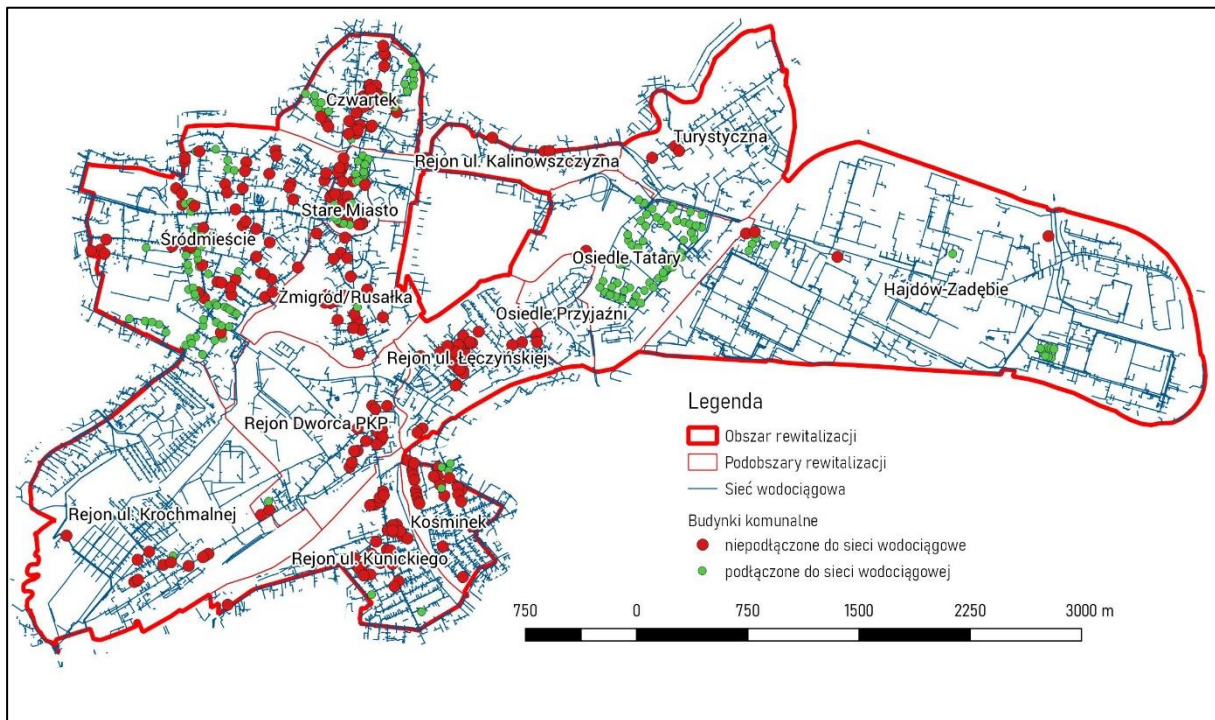 Czwartek
Turystyczna
Rejon ul. Kalinowszczyzna
Stare Miasto
Śródmieście
Osiedle Tatary
Hajdów-Zadębie
Żmigród/Rusałka
Osiedle Przyjaźni
Rejon ul. Łęczyńskiej
Rejon Dworca PKP
Rejon ul. Krochmalnej
Kośminek
Rejon ul. Kunickiego
Legenda
Obszar rewitalizacji
Podobszary rewitalizacji
Sieć wodociągowa
Budynki komunalne
niepodłączone do sieci wodociągowe
podłączone do sieci wodociągowej
750 0 750 1500 2250 3000 m